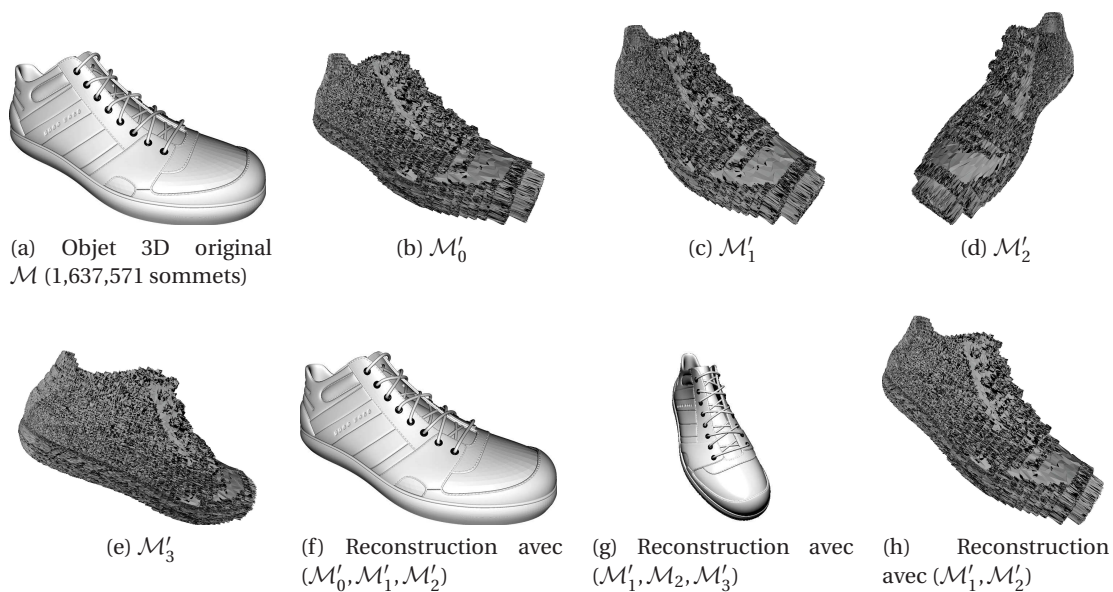 (a) Objet 3D original
M (1,637,571 sommets)
(b) M′₀
(c) M′₁
(d) M′₂
(e) M′₃
(f) Reconstruction avec
(M′₀, M′₁, M′₂)
(g) Reconstruction avec
(M′₁, M₂, M′₃)
(h) Reconstruction
avec (M′₁, M′₂)